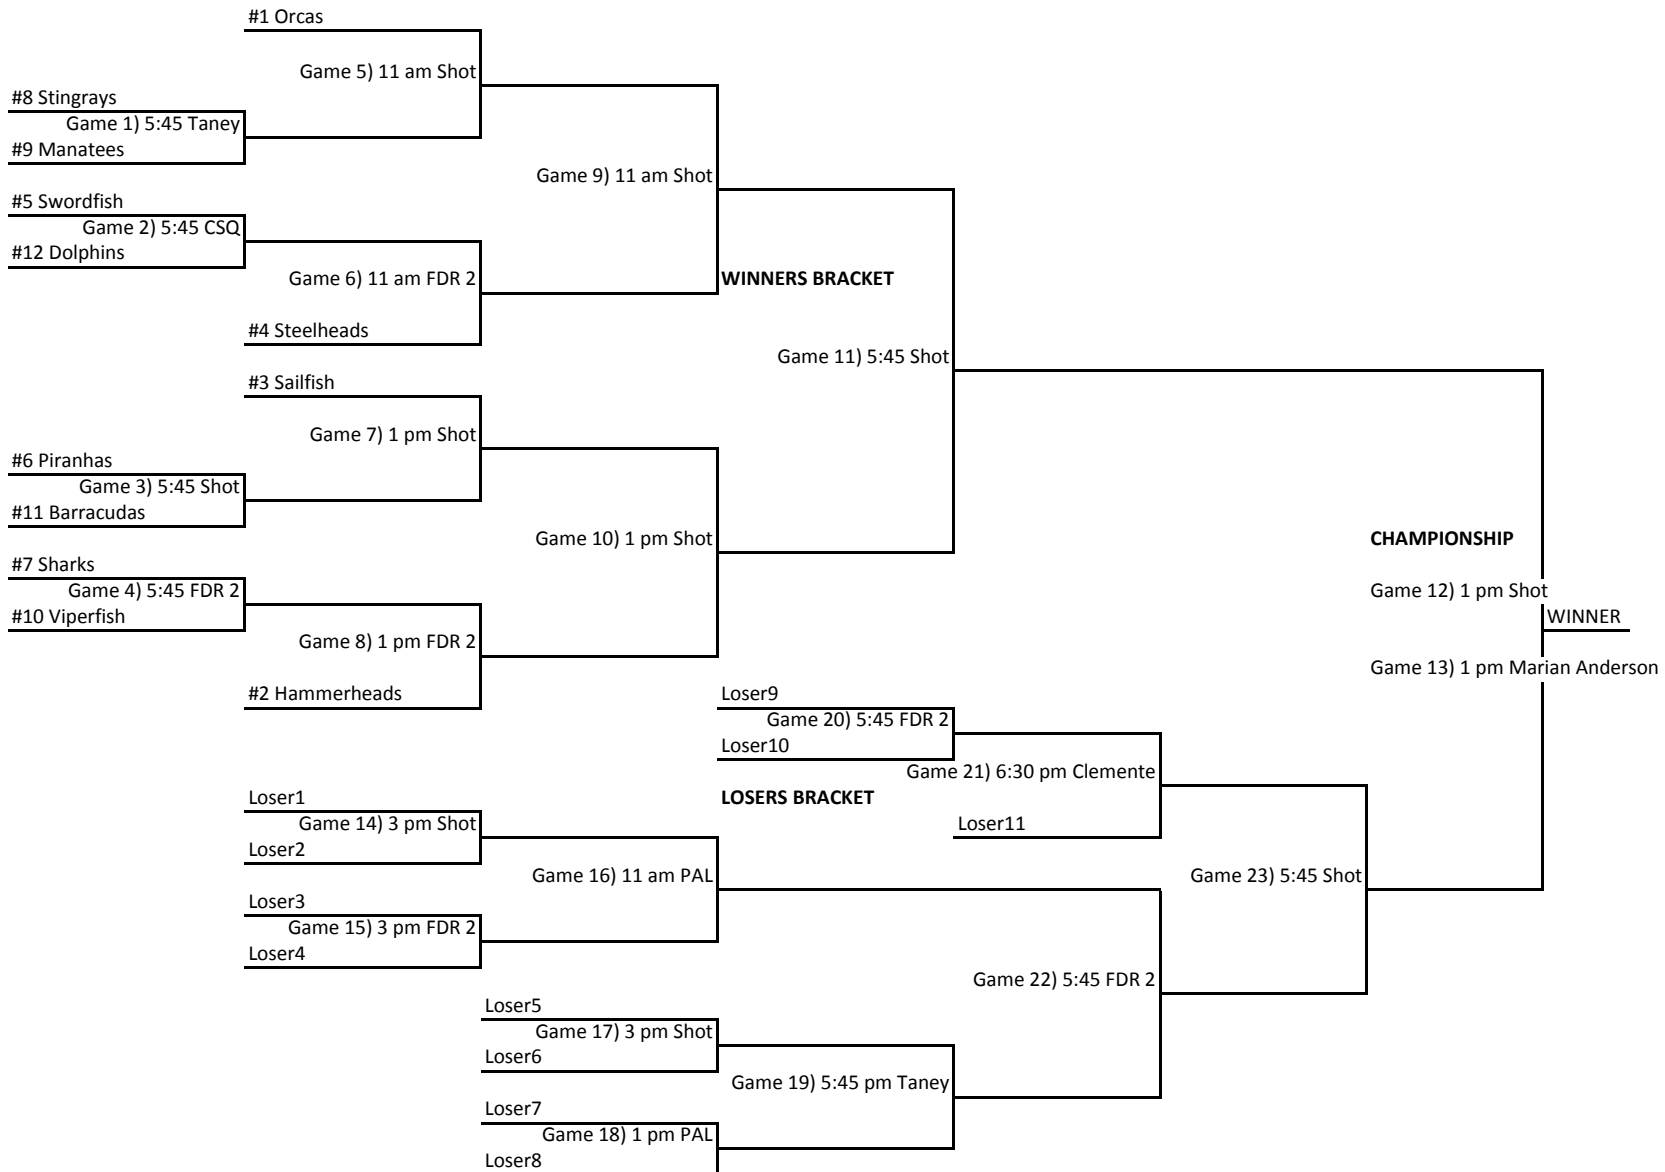 #1 Orcas
Game 5) 11 am Shot
#8 Stingrays
Game 1) 5:45 Taney
#9 Manatees
Game 9) 11 am Shot
#5 Swordfish
Game 2) 5:45 CSQ
#12 Dolphins
Game 6) 11 am FDR 2
WINNERS BRACKET
#4 Steelheads
Game 11) 5:45 Shot
#3 Sailfish
Game 7) 1 pm Shot
#6 Piranhas
Game 3) 5:45 Shot
#11 Barracudas
Game 10) 1 pm Shot
CHAMPIONSHIP
#7 Sharks
Game 4) 5:45 FDR 2
Game 12) 1 pm Shot
#10 Viperfish
WINNER
Game 8) 1 pm FDR 2
Game 13) 1 pm Marian Anderson
#2 Hammerheads
Loser9
Game 20) 5:45 FDR 2
Loser10
Game 21) 6:30 pm Clemente
Loser1
LOSERS BRACKET
Game 14) 3 pm Shot
Loser11
Loser2
Game 16) 11 am PAL
Game 23) 5:45 Shot
Loser3
Game 15) 3 pm FDR 2
Loser4
Game 22) 5:45 FDR 2
Loser5
Game 17) 3 pm Shot
Loser6
Game 19) 5:45 pm Taney
Loser7
Game 18) 1 pm PAL
Loser8